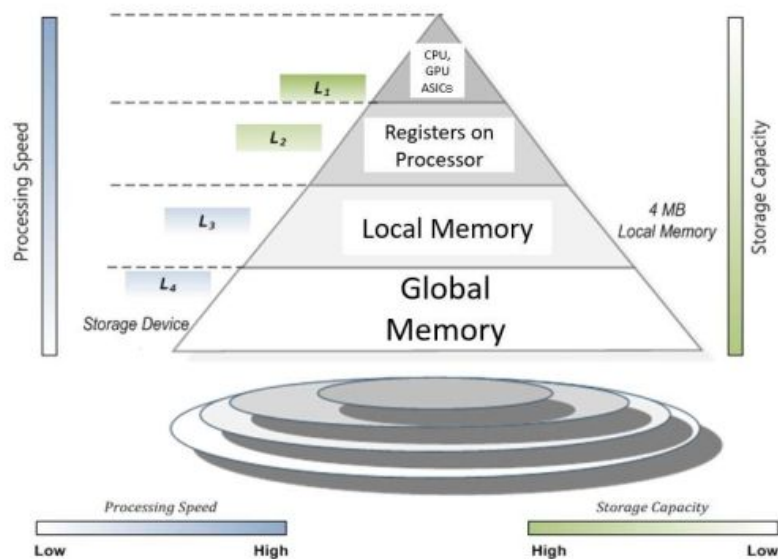 Processing Speed
CPU,
GPU
ASICs
L₁
L₂
Registers on
Processor
L₃
Local Memory
4 MB
Local Memory
Storage Capacity
L₄
Storage Device
Global
Memory
Processing Speed
Low High
Storage Capacity
High Low